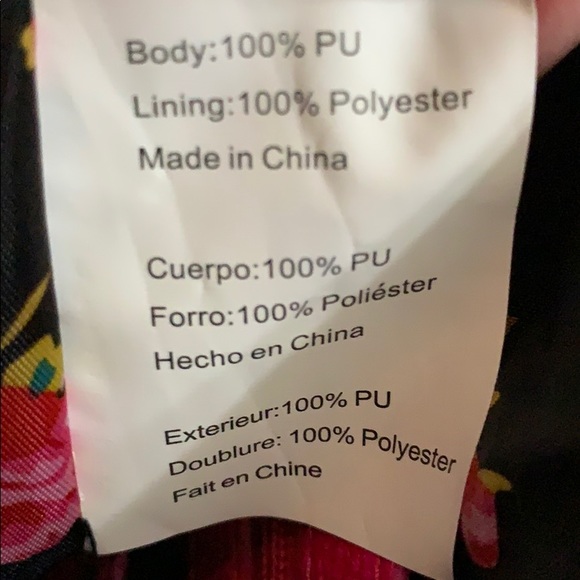 Body:100% PU
Lining:100% Polyester
Made in China
Cuerpo:100% PU
Forro:100% Poliéster
Hecho en China
Exterieur:100% PU
Doublure: 100% Polyester
Fait en Chine